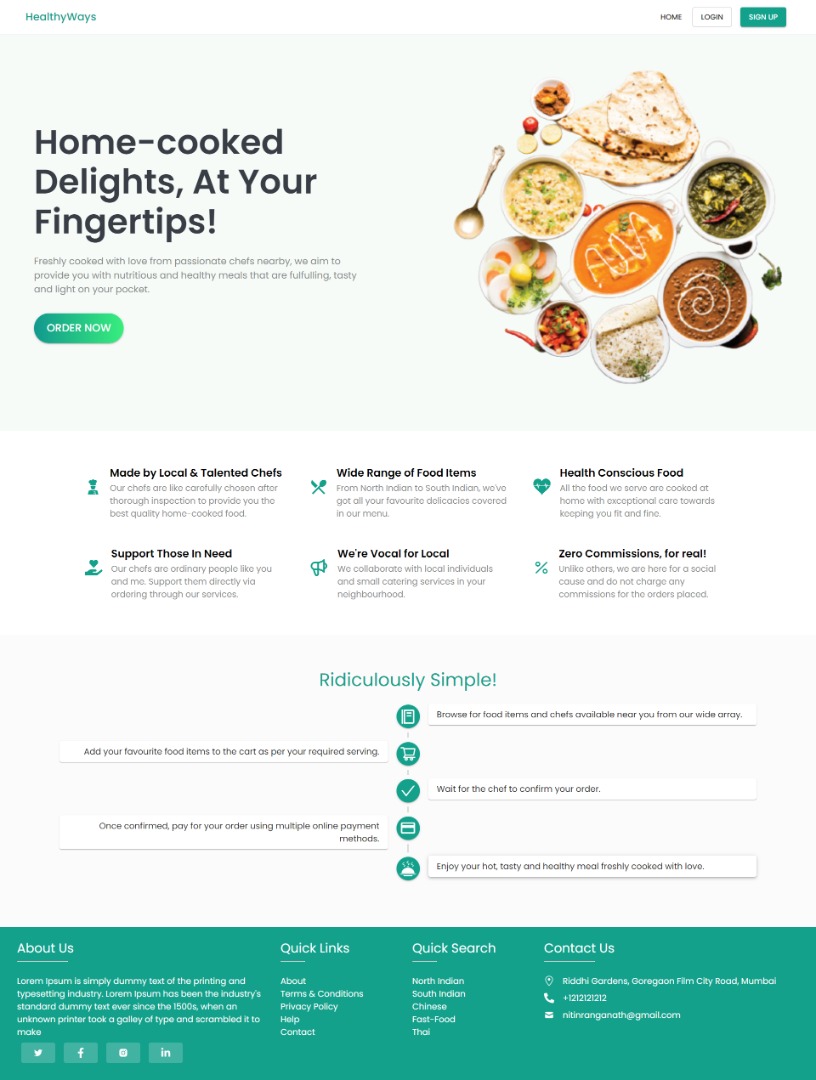 HealthyWays
HOME
LOGIN
SIGN UP
Home-cooked
Delights, At Your
Fingertips!
Freshly cooked with love from passionate chefs nearby, we aim to
provide you with nutritious and healthy meals that are fulfulling, tasty
and light on your pocket.
ORDER NOW
Made by Local & Talented Chefs
Our chefs are like carefully chosen after
thorough inspection to provide you the
best quality home-cooked food.
Wide Range of Food Items
From North Indian to South Indian, we've
got all your favourite delicacies covered
in our menu.
Health Conscious Food
All the food we serve are cooked at
home with exceptional care towards
keeping you fit and fine.
Support Those In Need
Our chefs are ordinary people like you
and me. Support them directly via
ordering through our services.
We're Vocal for Local
We collaborate with local individuals
and small catering services in your
neighbourhood.
Zero Commissions, for real!
Unlike others, we are here for a social
cause and do not charge any
commissions for the orders placed.
Ridiculously Simple!
Browse for food items and chefs available near you from our wide array.
Add your favourite food items to the cart as per your required serving.
Wait for the chef to confirm your order.
Once confirmed, pay for your order using multiple online payment
methods.
Enjoy your hot, tasty and healthy meal freshly cooked with love.
About Us
Lorem Ipsum is simply dummy text of the printing and
typesetting industry. Lorem Ipsum has been the industry's
standard dummy text ever since the 1500s, when an
unknown printer took a galley of type and scrambled it to
make
Quick Links
About
Terms & Conditions
Privacy Policy
Help
Contact
Quick Search
North Indian
South Indian
Chinese
Fast-Food
Thai
Contact Us
Riddhi Gardens, Goregaon Film City Road, Mumbai
+1212121212
nitinranganath@gmail.com